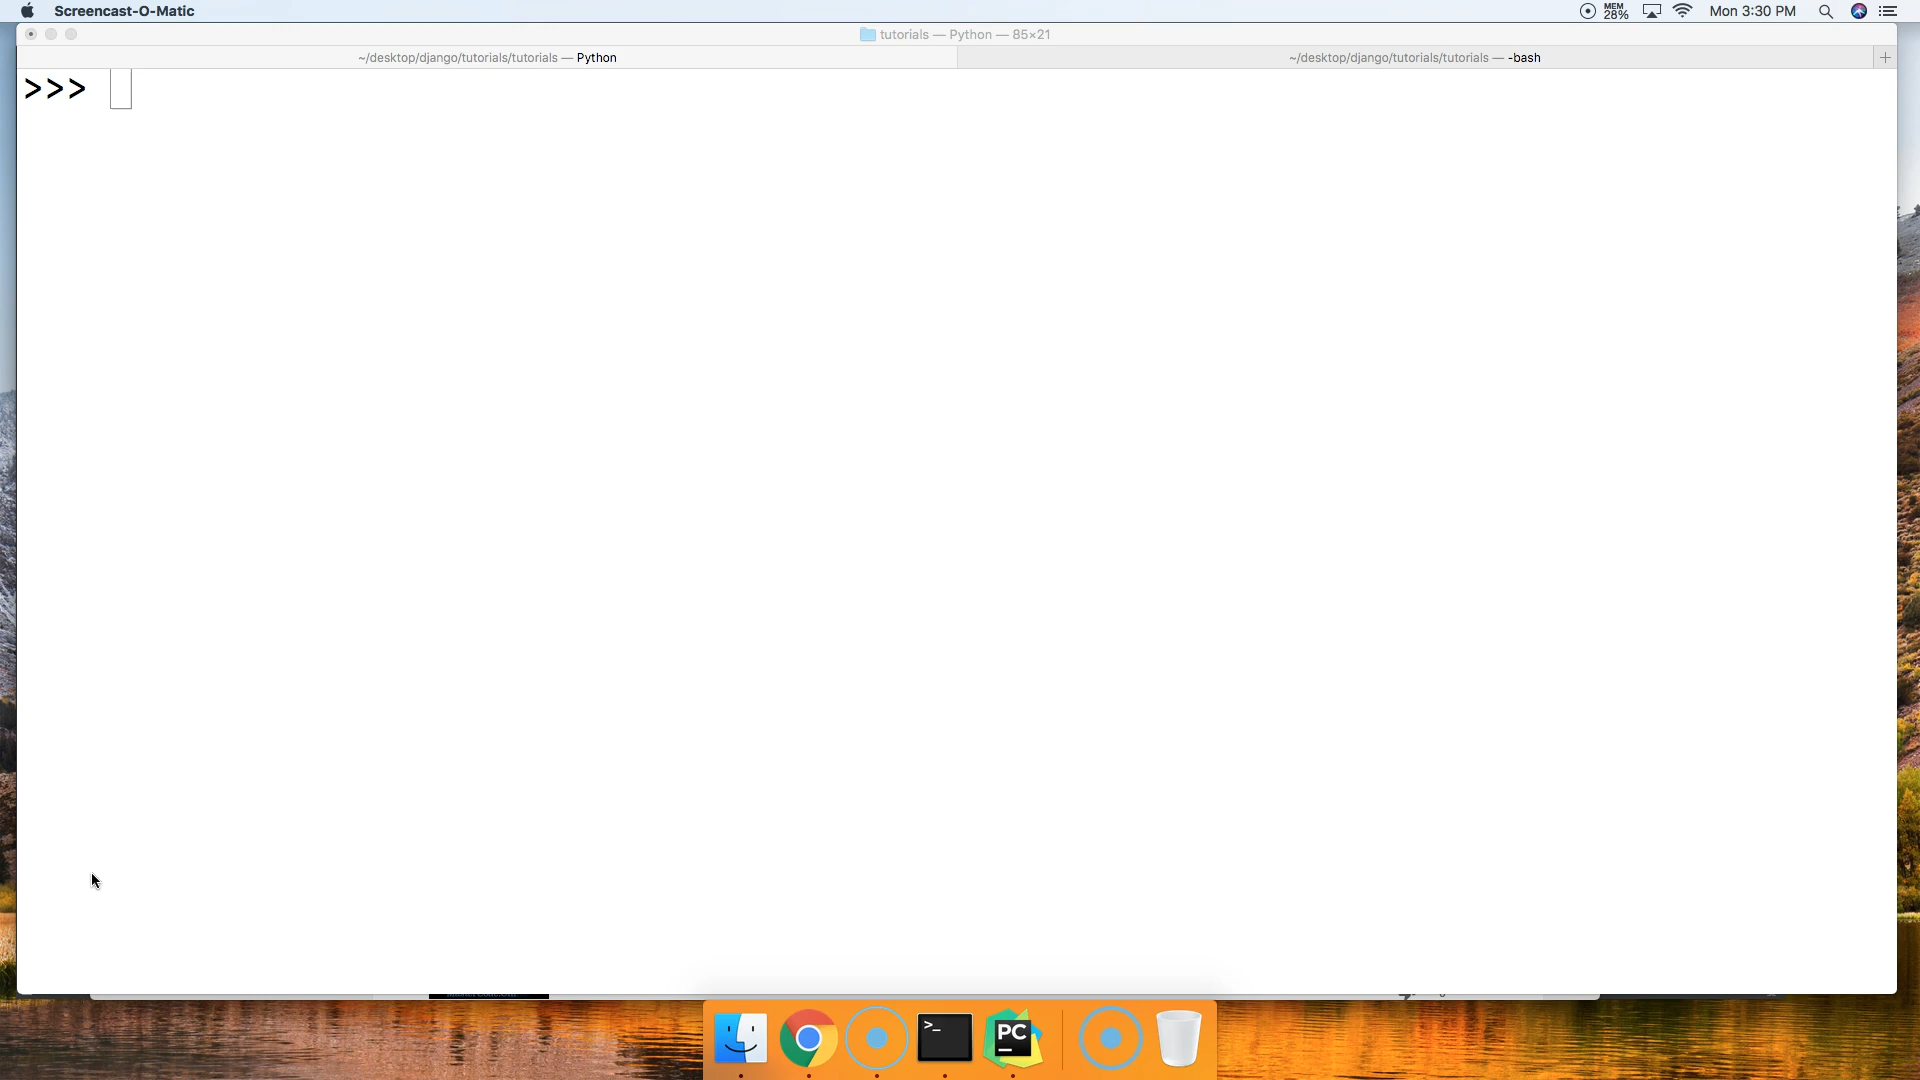 Screencast-O-Matic
MEM
28%
Mon 3:30 PM
tutorials — Python — 85×21
~/desktop/django/tutorials/tutorials — Python
~/desktop/django/tutorials/tutorials — -bash
+
>>>
>_
PC